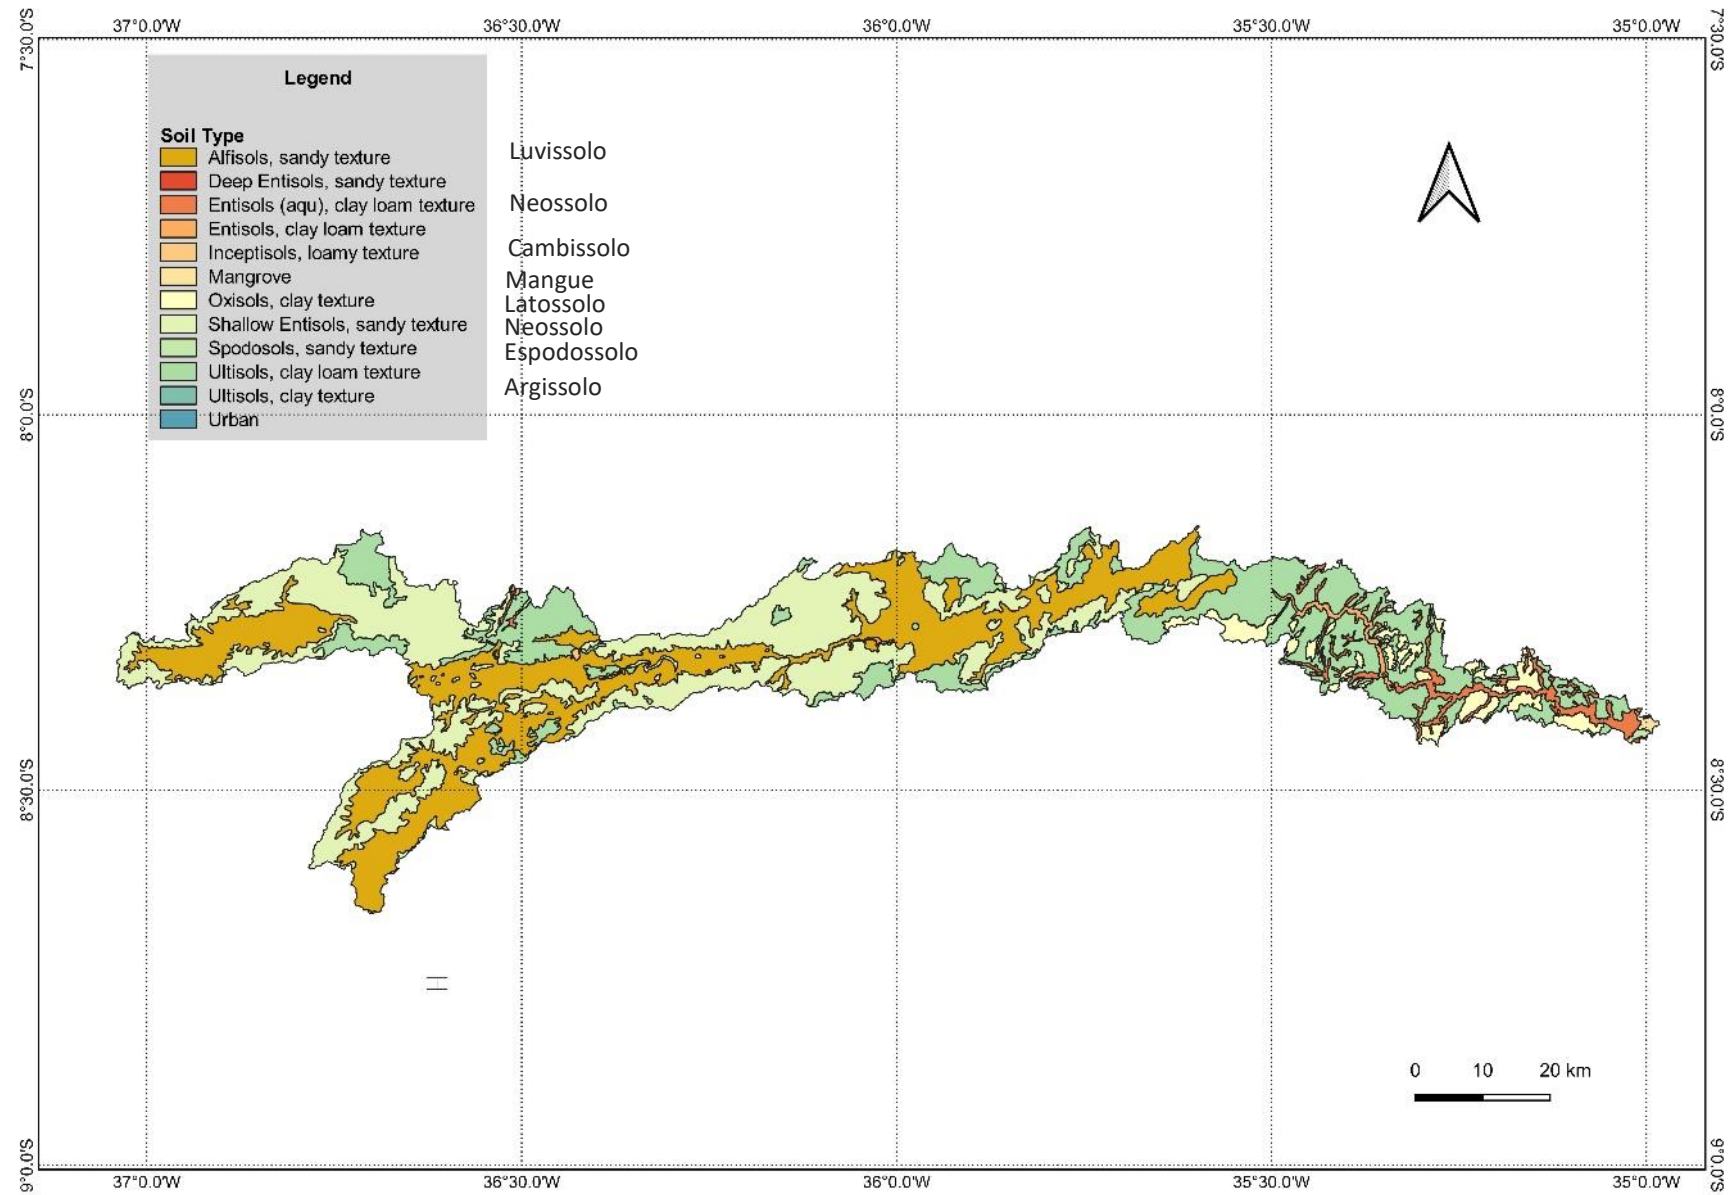 37°0.0'W 36°30.0'W 36°0.0'W 35°30.0'W 35°0.0'W
7°30.0'S 7°30.0'S
Legend
Soil Type
Alfisols, sandy texture Luvissolo
Deep Entisols, sandy texture
Entisols (aqu), clay loam texture Neossolo
Entisols, clay loam texture
Inceptisols, loamy texture Cambissolo
Mangrove Mangue
Oxisols, clay texture Latossolo
Shallow Entisols, sandy texture Neossolo
Spodosols, sandy texture Espodossolo
Ultisols, clay loam texture Argissolo
Ultisols, clay texture
Urban
8°0.0'S 8°0.0'S
8°30.0'S 8°30.0'S
0 10 20 km
9°0.0'S 9°0.0'S
37°0.0'W 36°30.0'W 36°0.0'W 35°30.0'W 35°0.0'W